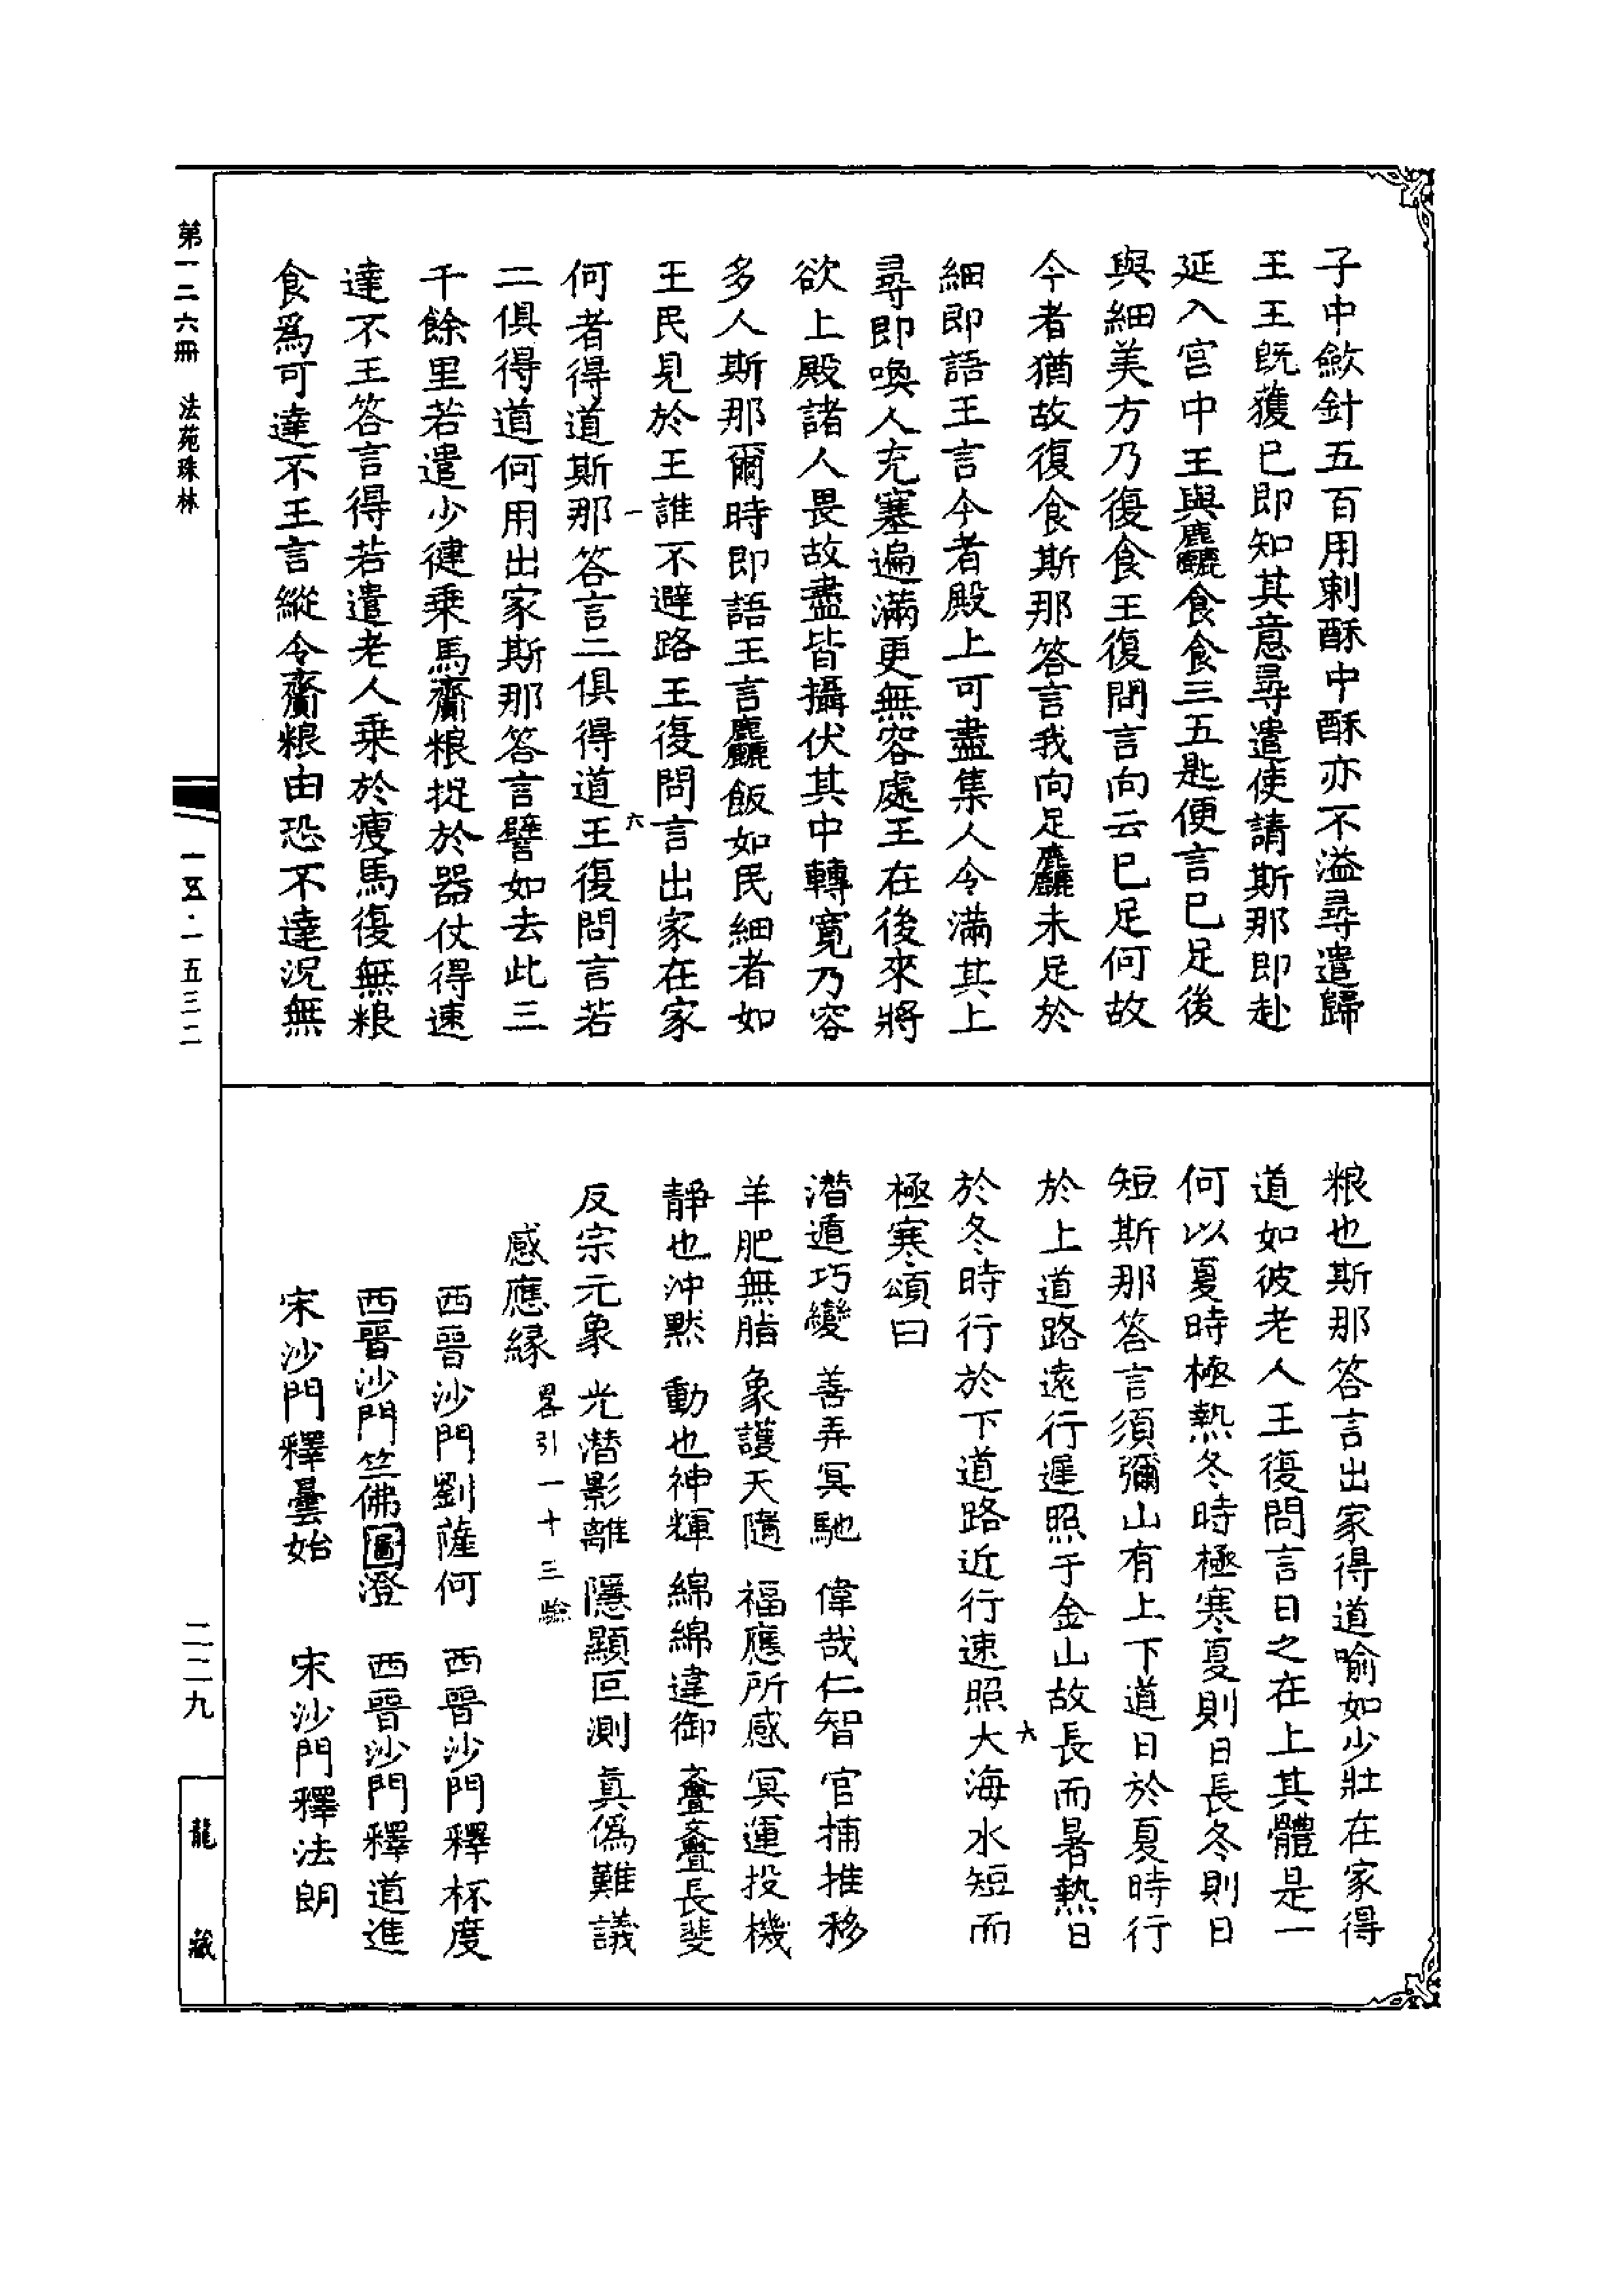 子中斂針五百用刺酥中酥亦不溢尋遣歸
王王既獲已即知其意尋遣使請斯那即赴
延入宮中王與麤食食三五匙便言已足後
與細美方乃復食王復問言向云已足何故
今者猶故復食斯那答言我向足麤未足於
細即語王言今者殿上可盡集人令滿其上
尋即喚人充塞遍滿更無容處王在後來將
欲上殿諸人畏故盡皆攝伏其中轉寬乃容
多人斯那爾時即語王言麤飯如民細者如
王民見於王誰不避路王復問言出家在家
何者得道斯那答言二俱得道王復問言若
二俱得道何用出家斯那答言譬如去此三
千餘里若遣少健乗馬齎粮捉於器仗得速
達不王答言得若遣老人乗於瘦馬復無粮
食爲可達不王言縱令齎粮由恐不達況無
粮也斯那答言出家得道喻如少壯在家得
道如彼老人王復問言日之在上其體是一
何以夏時極熱冬時極寒夏則日長冬則日
短斯那答言須彌山有上下道日於夏時行
於上道路遠行遲照于金山故長而暑熱日
於冬時行於下道路近行速照大海水短而
極寒頌曰
潛遁巧變 善弄冥馳 偉哉仁智 官捕推移
羊肥無脂 象護天隨 福應所感 冥運投機
靜也沖默 動也神輝 綿綿違御 亹亹長斐
反宗元象 光潛影離 隱顯叵測 真僞難議
感應緣 畧引一十三驗
西晉沙門劉薩何 西晉沙門釋杯度
西晉沙門竺佛圖澄 西晉沙門釋道進
宋沙門釋曇始 宋沙門釋法朗
第一二六冊 法苑珠林 一五·一五三二 二二九 龍藏